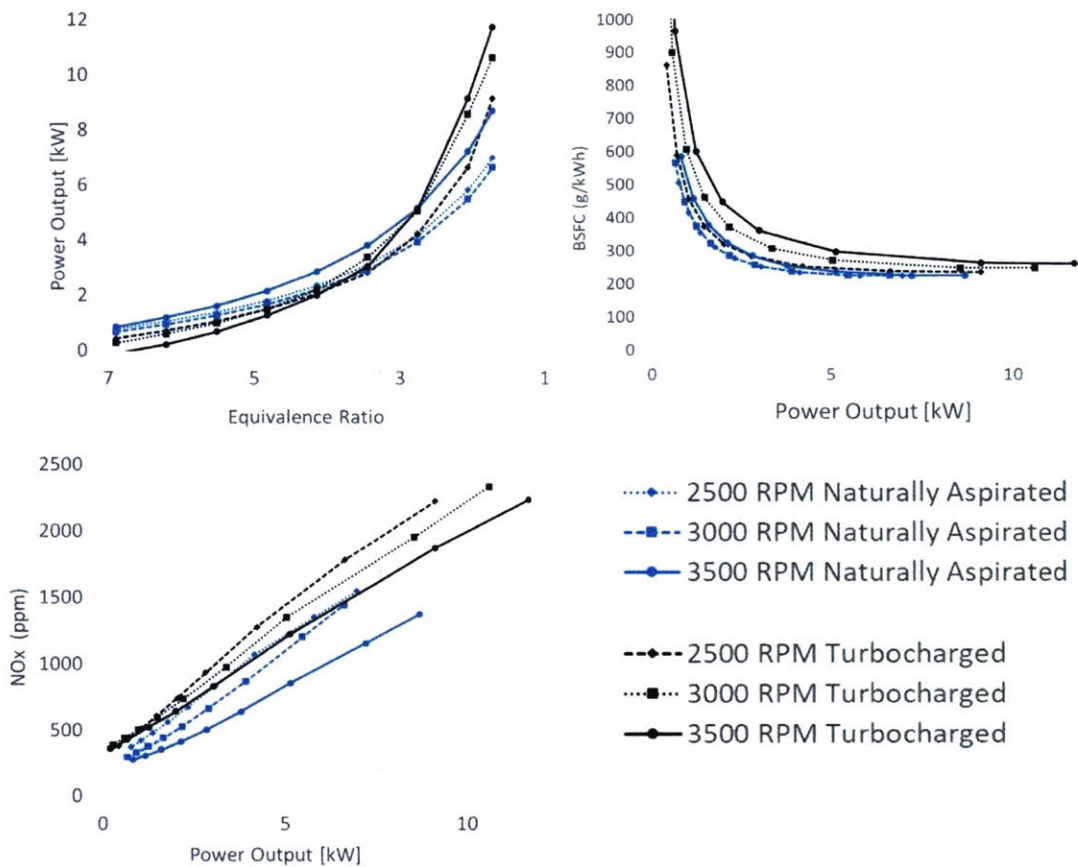 12
10
8
6
4
2
0
Power Output [kW]
7 5 3 1
Equivalence Ratio
1000
900
800
700
600
500
400
300
200
100
0
BSFC (g/kWh)
0 5 10
Power Output [kW]
2500
2000
1500
1000
500
0
NOx (ppm)
0 5 10
Power Output [kW]
2500 RPM Naturally Aspirated
3000 RPM Naturally Aspirated
3500 RPM Naturally Aspirated
2500 RPM Turbocharged
3000 RPM Turbocharged
3500 RPM Turbocharged